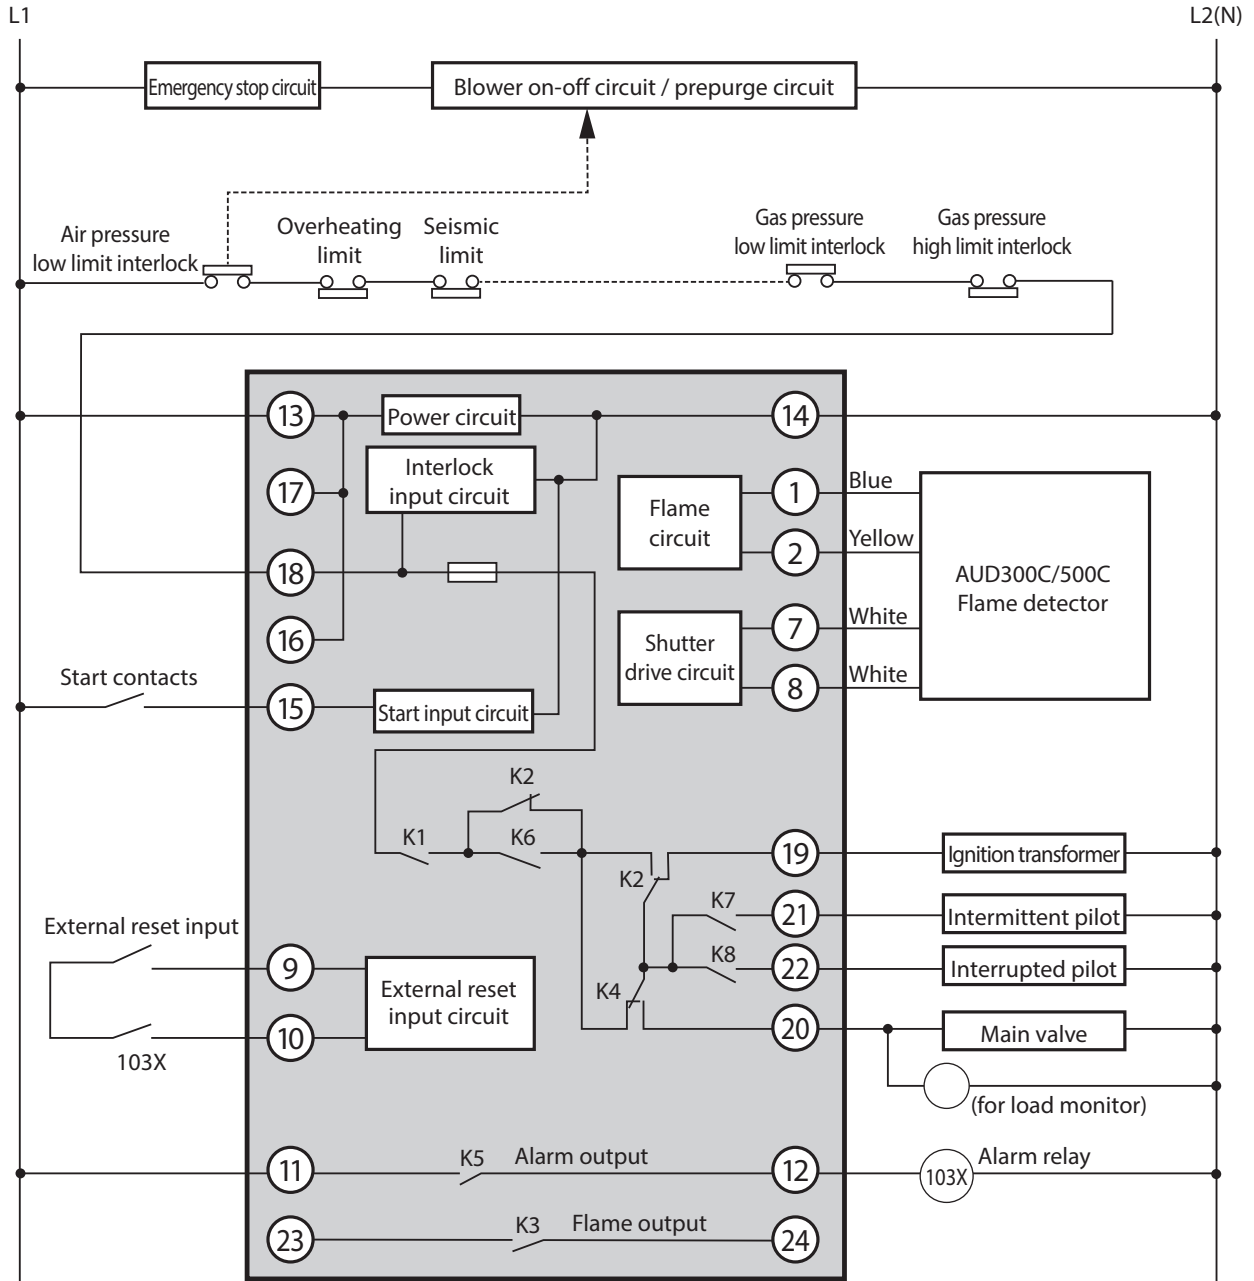 L1
L2(N)
Emergency stop circuit
Blower on-off circuit / prepurge circuit
Air pressure
low limit interlock
Overheating
limit
Seismic
limit
Gas pressure
low limit interlock
Gas pressure
high limit interlock
13
Power circuit
14
17
Interlock
input circuit
Flame
circuit
1
Blue
2
Yellow
AUD300C/500C
Flame detector
18
16
Shutter
drive circuit
7
White
8
White
Start contacts
15
Start input circuit
K2
K1
K6
K2
19
Ignition transformer
K7
21
Intermittent pilot
K8
22
Interrupted pilot
K4
20
Main valve
(for load monitor)
External reset input
9
External reset
input circuit
10
103X
11
K5
Alarm output
12
103X
Alarm relay
23
K3
Flame output
24